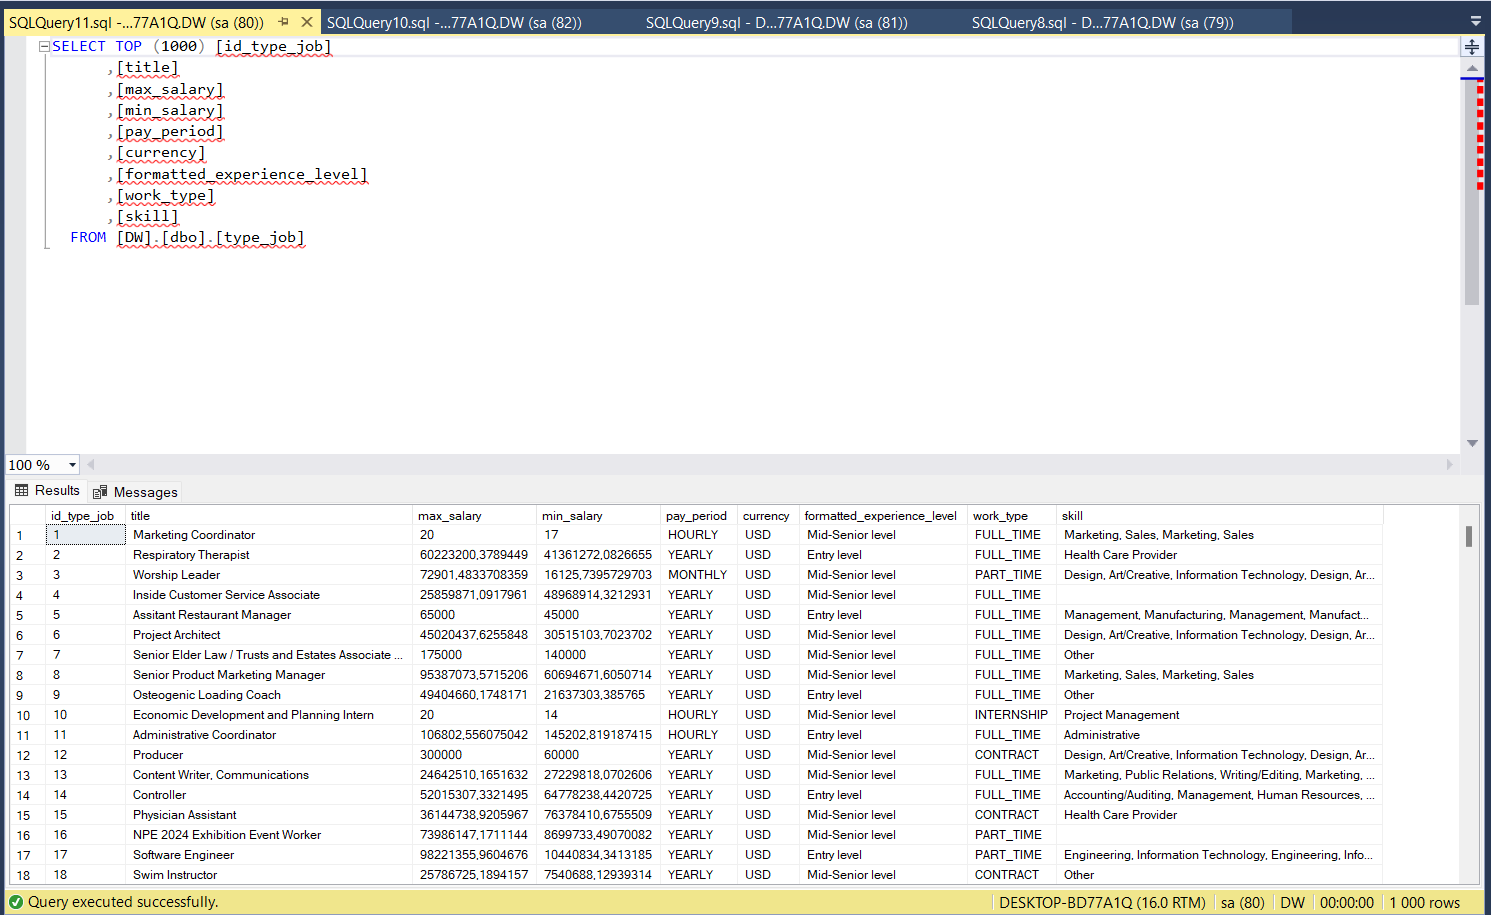 SQLQuery11.sql -...77A1Q.DW (sa (80)) SQLQuery10.sql -...77A1Q.DW (sa (82)) SQLQuery9.sql - D...77A1Q.DW (sa (81)) SQLQuery8.sql - D...77A1Q.DW (sa (79))
SELECT TOP (1000) [id_type_job]
,[title]
,[max_salary]
,[min_salary]
,[pay_period]
,[currency]
,[formatted_experience_level]
,[work_type]
,[skill]
FROM [DW].[dbo].[type_job]
100 %
Results Messages
id_type_job title max_salary min_salary pay_period currency formatted_experience_level work_type skill
1 1 Marketing Coordinator 20 17 HOURLY USD Mid-Senior level FULL_TIME Marketing, Sales, Marketing, Sales
2 2 Respiratory Therapist 60223200,3789449 41361272,0826655 YEARLY USD Entry level FULL_TIME Health Care Provider
3 3 Worship Leader 72901,4833708359 16125,7395729703 MONTHLY USD Mid-Senior level PART_TIME Design, Art/Creative, Information Technology, Design, Ar...
4 4 Inside Customer Service Associate 25859871,0917961 48968914,3212931 YEARLY USD Mid-Senior level FULL_TIME
5 5 Assitant Restaurant Manager 65000 45000 YEARLY USD Entry level FULL_TIME Management, Manufacturing, Management, Manufact...
6 6 Project Architect 45020437,6255848 30515103,7023702 YEARLY USD Mid-Senior level FULL_TIME Design, Art/Creative, Information Technology, Design, Ar...
7 7 Senior Elder Law / Trusts and Estates Associate ... 175000 140000 YEARLY USD Mid-Senior level FULL_TIME Other
8 8 Senior Product Marketing Manager 95387073,5715206 60694671,6050714 YEARLY USD Mid-Senior level FULL_TIME Marketing, Sales, Marketing, Sales
9 9 Osteogenic Loading Coach 49404660,1748171 21637303,385765 YEARLY USD Entry level FULL_TIME Other
10 10 Economic Development and Planning Intern 20 14 HOURLY USD Mid-Senior level INTERNSHIP Project Management
11 11 Administrative Coordinator 106802,556075042 145202,819187415 HOURLY USD Entry level FULL_TIME Administrative
12 12 Producer 300000 60000 YEARLY USD Mid-Senior level CONTRACT Design, Art/Creative, Information Technology, Design, Ar...
13 13 Content Writer, Communications 24642510,1651632 27229818,0702606 YEARLY USD Mid-Senior level FULL_TIME Marketing, Public Relations, Writing/Editing, Marketing, ...
14 14 Controller 52015307,3321495 64778238,4420725 YEARLY USD Entry level FULL_TIME Accounting/Auditing, Management, Human Resources, ...
15 15 Physician Assistant 36144738,9205967 76378410,6755509 YEARLY USD Mid-Senior level CONTRACT Health Care Provider
16 16 NPE 2024 Exhibition Event Worker 73986147,1711144 8699733,49070082 YEARLY USD Mid-Senior level PART_TIME
17 17 Software Engineer 98221355,9604676 10440834,3413185 YEARLY USD Entry level PART_TIME Engineering, Information Technology, Engineering, Info...
18 18 Swim Instructor 25786725,1894157 7540688,12939314 YEARLY USD Mid-Senior level CONTRACT Other
Query executed successfully. DESKTOP-BD77A1Q (16.0 RTM) sa (80) DW 00:00:00 1 000 rows